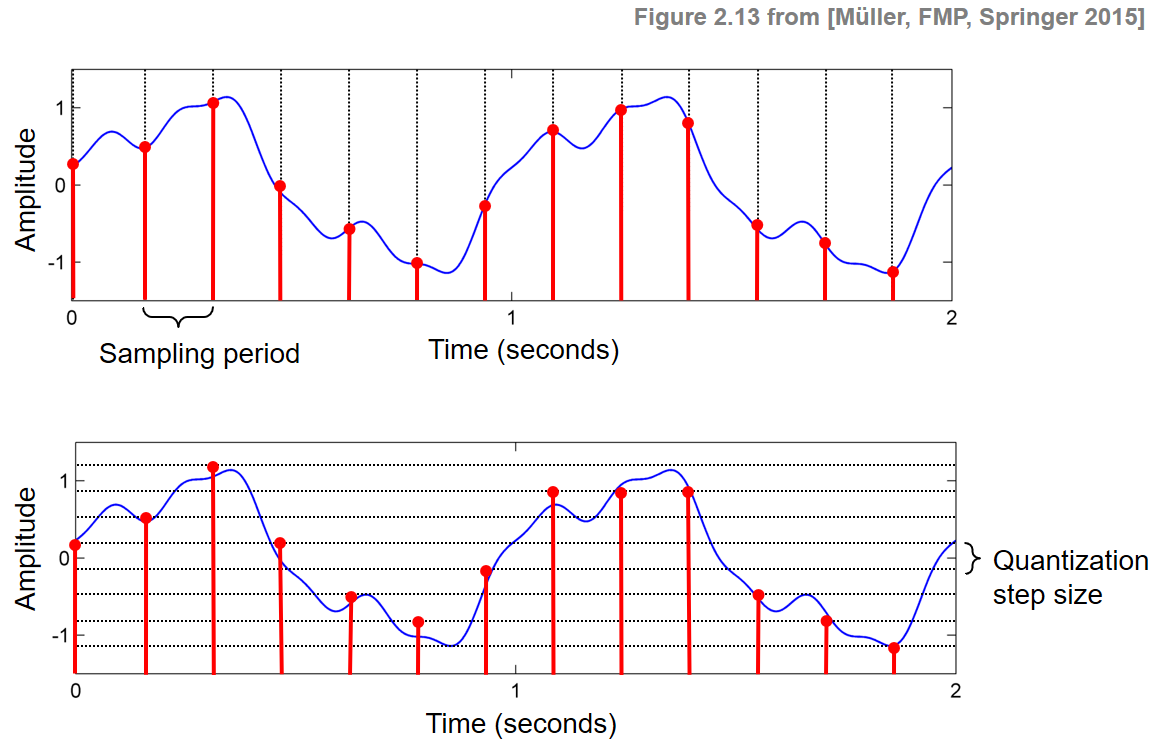 Figure 2.13 from [Müller, FMP, Springer 2015]
Amplitude
1
0
-1
0
1
2
Sampling period
Time (seconds)
Amplitude
1
0
-1
Quantization
step size
0
1
2
Time (seconds)